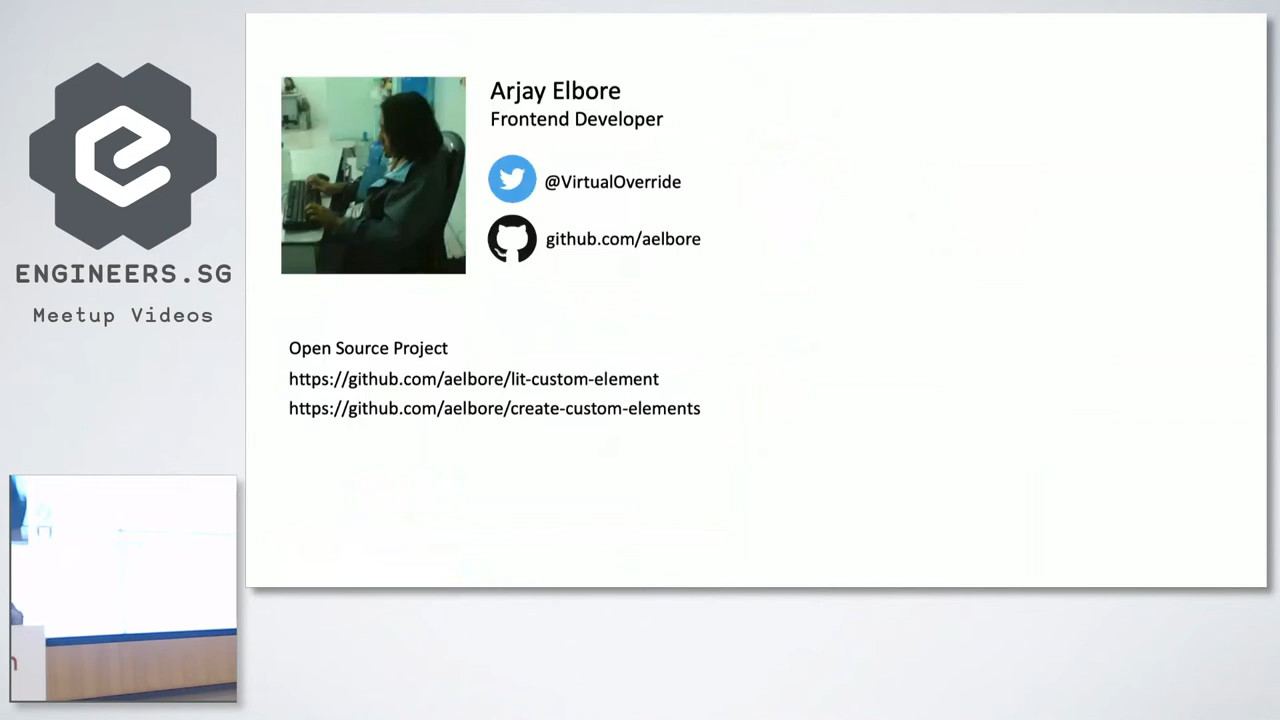 ENGINEERS.SG
Meetup Videos
Arjay Elbore
Frontend Developer
@VirtualOverride
github.com/aelbore
Open Source Project
https://github.com/aelbore/lit-custom-element
https://github.com/aelbore/create-custom-elements